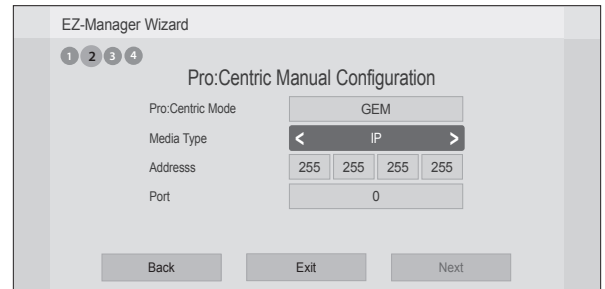 EZ-Manager Wizard
1 2 3 4
Pro:Centric Manual Configuration
Pro:Centric Mode GEM
Media Type < IP >
Addresss 255 255 255 255
Port 0
Back Exit Next